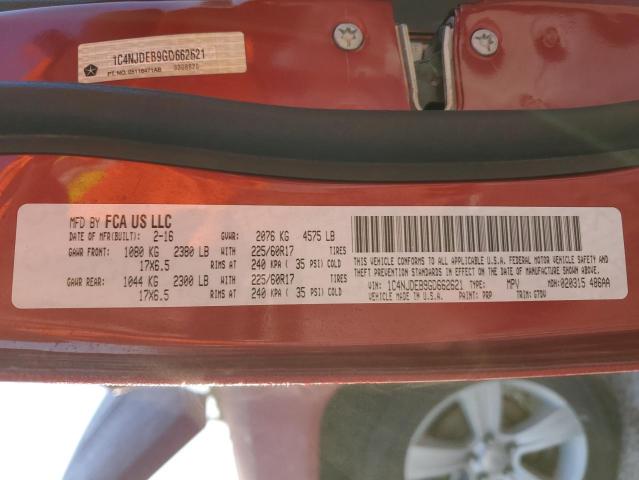 1C4NJDEB9GD662621
PT. NO. 05116471AB
MFD BY FCA US LLC
DATE OF MFR(BUILT): 2-16 GVWR: 2076 KG 4575 LB
GAWR FRONT: 1080 KG 2380 LB WITH 225/60R17 TIRES
17X6.5 RIMS AT 240 KPA ( 35 PSI) COLD
GAWR REAR: 1044 KG 2300 LB WITH 225/60R17 TIRES
17X6.5 RIMS AT 240 KPA ( 35 PSI) COLD
THIS VEHICLE CONFORMS TO ALL APPLICABLE U.S.A. FEDERAL MOTOR VEHICLE SAFETY AND
THEFT PREVENTION STANDARDS IN EFFECT ON THE DATE OF MANUFACTURE SHOWN ABOVE.
VIN: 1C4NJDEB9GD662621 TYPE: MPV MDH: 020315 486AA
VEHICLE MADE IN U.S.A. PAINT: PRP TRIM: GTDV